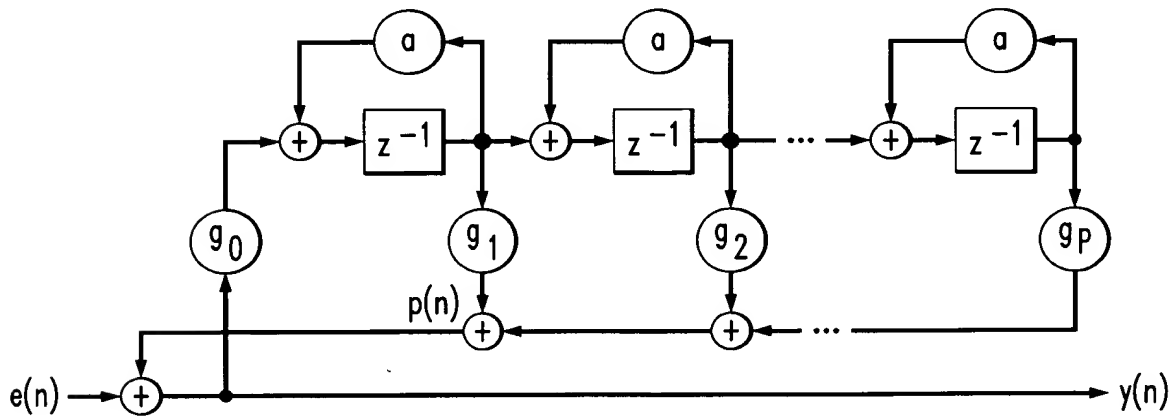 a a a
+ z⁻¹ + z⁻¹ ... + z⁻¹
g₀ g₁ g₂ gₚ
p(n) + + ...
e(n) + y(n)